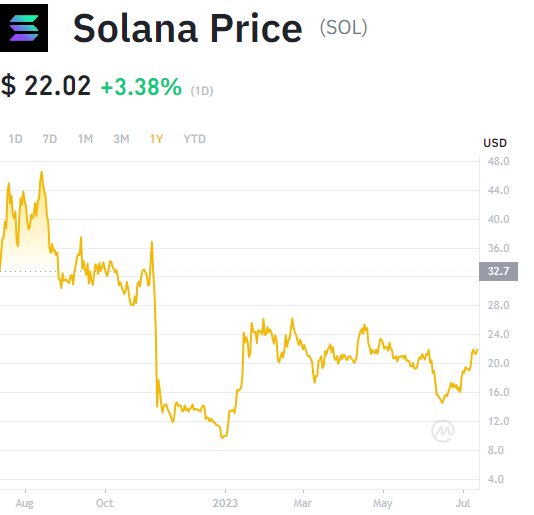 Solana Price (SOL)
$ 22.02 +3.38% (1D)
1D 7D 1M 3M 1Y YTD
USD
48.0
44.0
40.0
36.0
32.7
28.0
24.0
20.0
16.0
12.0
8.0
4.0
Aug Oct 2023 Mar May Jul